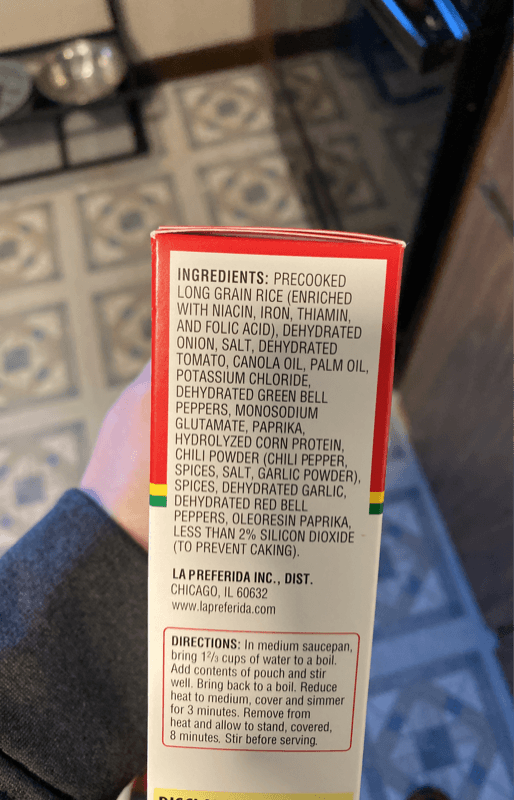 INGREDIENTS: PRECOOKED
LONG GRAIN RICE (ENRICHED
WITH NIACIN, IRON, THIAMIN,
AND FOLIC ACID), DEHYDRATED
ONION, SALT, DEHYDRATED
TOMATO, CANOLA OIL, PALM OIL,
POTASSIUM CHLORIDE,
DEHYDRATED GREEN BELL
PEPPERS, MONOSODIUM
GLUTAMATE, PAPRIKA,
HYDROLYZED CORN PROTEIN,
CHILI POWDER (CHILI PEPPER,
SPICES, SALT, GARLIC POWDER),
SPICES, DEHYDRATED GARLIC,
DEHYDRATED RED BELL
PEPPERS, OLEORESIN PAPRIKA,
LESS THAN 2% SILICON DIOXIDE
(TO PREVENT CAKING).
LA PREFERIDA INC., DIST.
CHICAGO, IL 60632
www.lapreferida.com
DIRECTIONS: In medium saucepan,
bring 1 2/3 cups of water to a boil.
Add contents of pouch and stir
well. Bring back to a boil. Reduce
heat to medium, cover and simmer
for 3 minutes. Remove from
heat and allow to stand, covered,
8 minutes. Stir before serving.